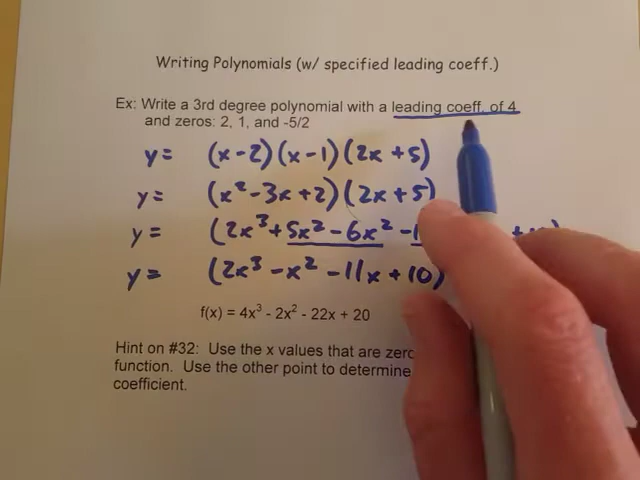 Writing Polynomials (w/ specified leading coeff.)
Ex: Write a 3rd degree polynomial with a leading coeff. of 4
and zeros: 2, 1, and -5/2
y = (x-2)(x-1)(2x+5)
y = (x²-3x+2)(2x+5)
y = (2x³+5x²-6x²-1
y = (2x³-x²-11x+10)
f(x) = 4x³ - 2x² - 22x + 20
Hint on #32: Use the x values that are
function. Use the other point to determine
coefficient.